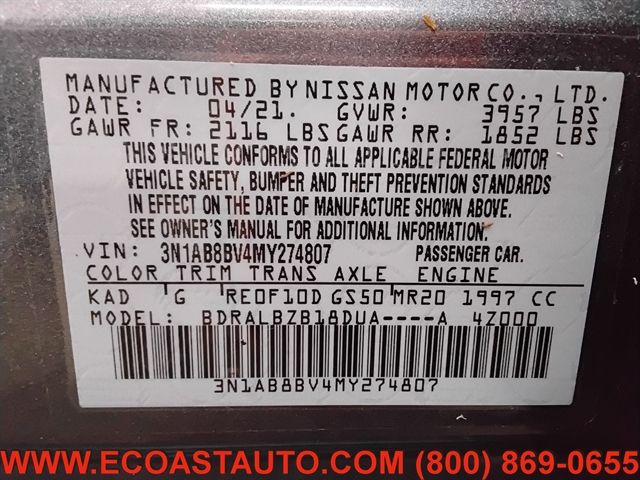 MANUFACTURED BY NISSAN MOTOR CO., LTD.
DATE: 04/21. GVWR: 3957 LBS
GAWR FR: 2116 LBS GAWR RR: 1852 LBS
THIS VEHICLE CONFORMS TO ALL APPLICABLE FEDERAL MOTOR
VEHICLE SAFETY, BUMPER AND THEFT PREVENTION STANDARDS
IN EFFECT ON THE DATE OF MANUFACTURE SHOWN ABOVE.
SEE OWNER'S MANUAL FOR ADDITIONAL INFORMATION.
VIN: 3N1AB8BV4MY274807 PASSENGER CAR.
COLOR TRIM TRANS AXLE ENGINE
KAD G RE0F10D GS50 MR20 1997 CC
MODEL: BDRALBZB18DUA----A 4Z000
3N1AB8BV4MY274807
WWW.ECOASTAUTO.COM (800) 869-0655